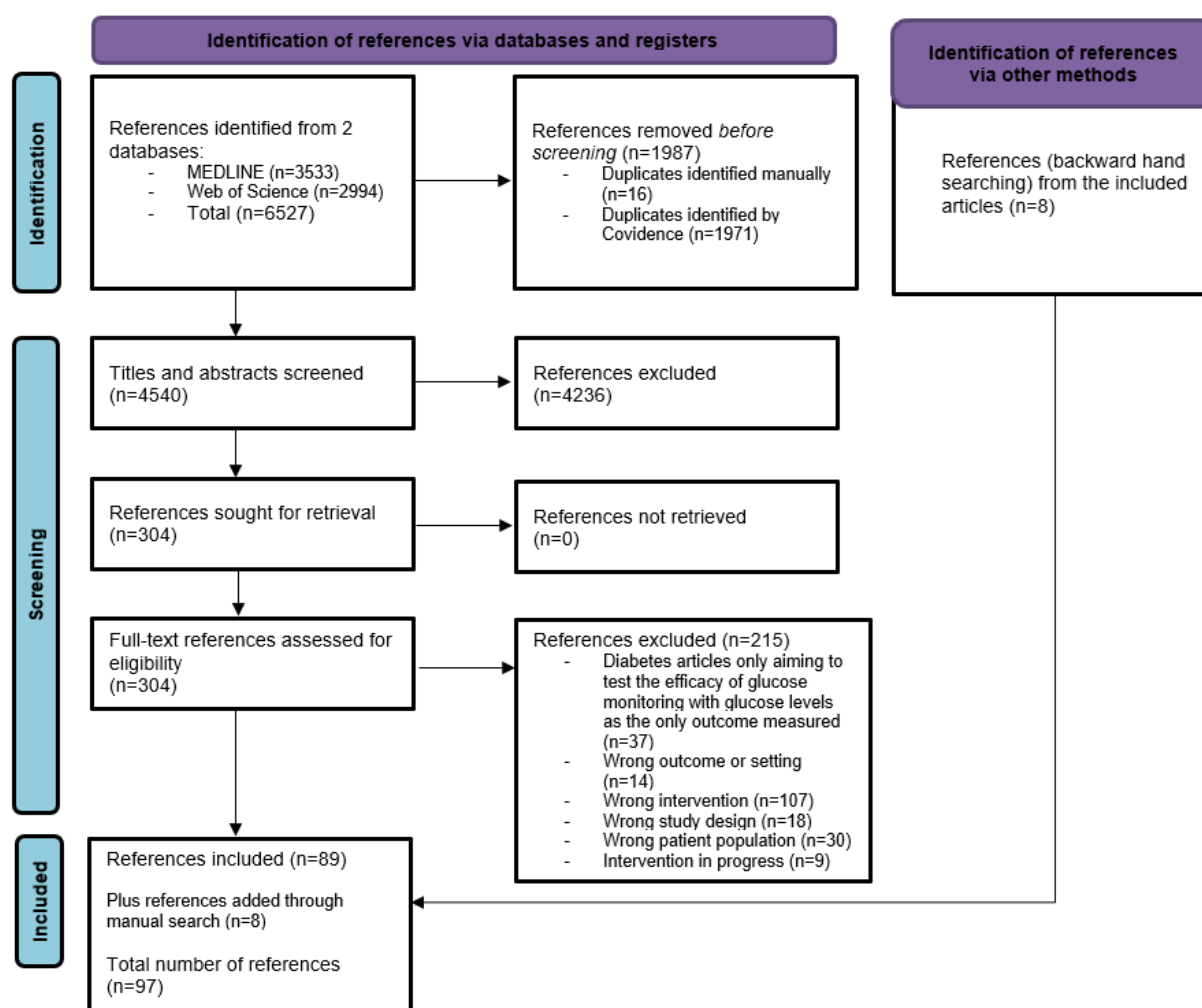 Identification of references via databases and registers
Identification of references
via other methods
Identification
References identified from 2
databases:
- MEDLINE (n=3533)
- Web of Science (n=2994)
- Total (n=6527)
References removed before
screening (n=1987)
- Duplicates identified manually
(n=16)
- Duplicates identified by
Covidence (n=1971)
References (backward hand
searching) from the included
articles (n=8)
Screening
Titles and abstracts screened
(n=4540)
References excluded
(n=4236)
References sought for retrieval
(n=304)
References not retrieved
(n=0)
Full-text references assessed for
eligibility
(n=304)
References excluded (n=215)
- Diabetes articles only aiming to
test the efficacy of glucose
monitoring with glucose levels
as the only outcome measured
(n=37)
- Wrong outcome or setting
(n=14)
- Wrong intervention (n=107)
- Wrong study design (n=18)
- Wrong patient population (n=30)
- Intervention in progress (n=9)
Included
References included (n=89)
Plus references added through
manual search (n=8)
Total number of references
(n=97)